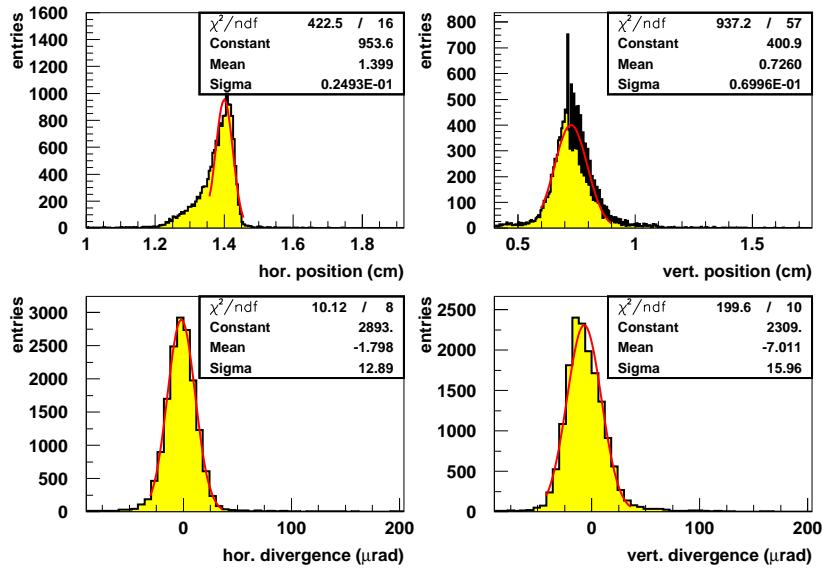 χ²/ndf 422.5 / 16
Constant 953.6
Mean 1.399
Sigma 0.2493E-01
entries
1600
1400
1200
1000
800
600
400
200
0
1 1.2 1.4 1.6 1.8
hor. position (cm)
χ²/ndf 937.2 / 57
Constant 400.9
Mean 0.7260
Sigma 0.6996E-01
entries
800
700
600
500
400
300
200
100
0
0.5 1 1.5
vert. position (cm)
χ²/ndf 10.12 / 8
Constant 2893.
Mean -1.798
Sigma 12.89
entries
3000
2500
2000
1500
1000
500
0
0 100 200
hor. divergence (μrad)
χ²/ndf 199.6 / 10
Constant 2309.
Mean -7.011
Sigma 15.96
entries
2500
2000
1500
1000
500
0
0 100 200
vert. divergence (μrad)